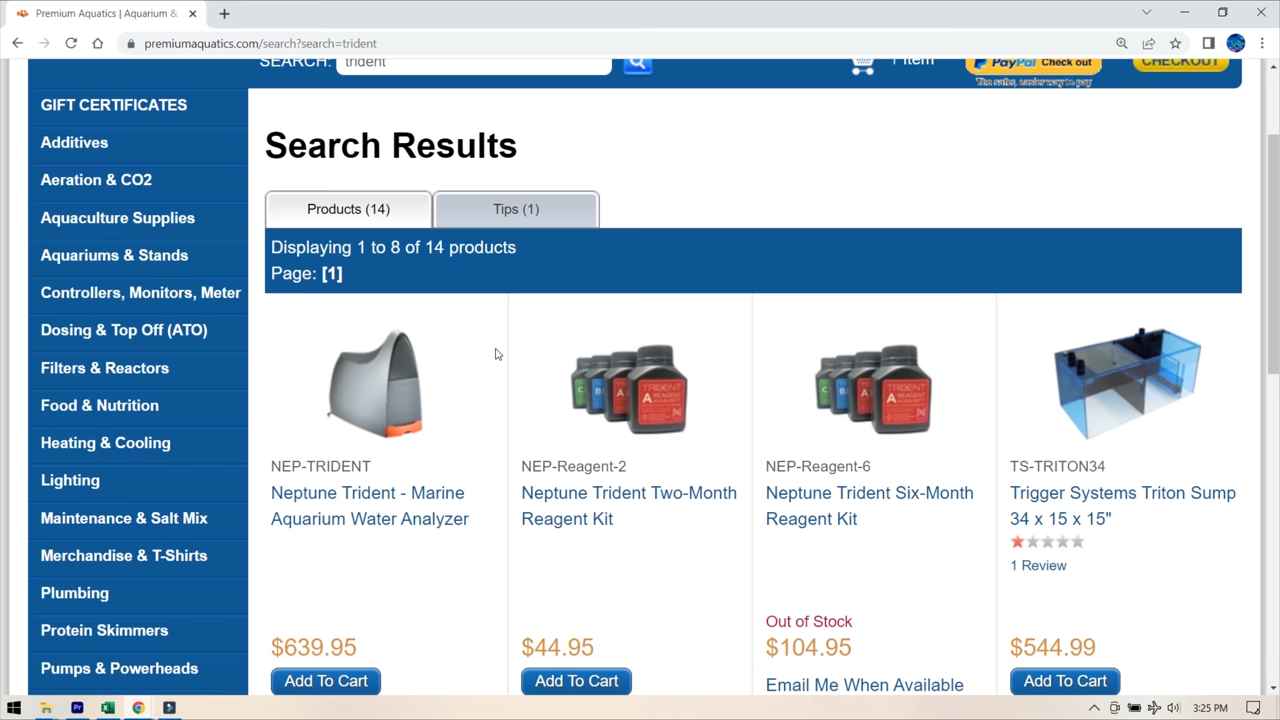 Premium Aquatics | Aquarium &
premiumaquatics.com/search?search=trident
SEARCH: trident
1 Item
PayPal Check out
The safer, easier way to pay
CHECKOUT
GIFT CERTIFICATES
Additives
Aeration & CO2
Aquaculture Supplies
Aquariums & Stands
Controllers, Monitors, Meter
Dosing & Top Off (ATO)
Filters & Reactors
Food & Nutrition
Heating & Cooling
Lighting
Maintenance & Salt Mix
Merchandise & T-Shirts
Plumbing
Protein Skimmers
Pumps & Powerheads
Search Results
Products (14)
Tips (1)
Displaying 1 to 8 of 14 products
Page: [1]
NEP-TRIDENT
Neptune Trident - Marine
Aquarium Water Analyzer
$639.95
Add To Cart
C
B
A
TRIDENT
A REAGENT
ALKALINITY
NEP-Reagent-2
Neptune Trident Two-Month
Reagent Kit
$44.95
Add To Cart
C
B
A
TRIDENT
A REAGENT
ALKALINITY
NEP-Reagent-6
Neptune Trident Six-Month
Reagent Kit
Out of Stock
$104.95
Email Me When Available
TS-TRITON34
Trigger Systems Triton Sump
34 x 15 x 15"
1 Review
$544.99
Add To Cart
3:25 PM